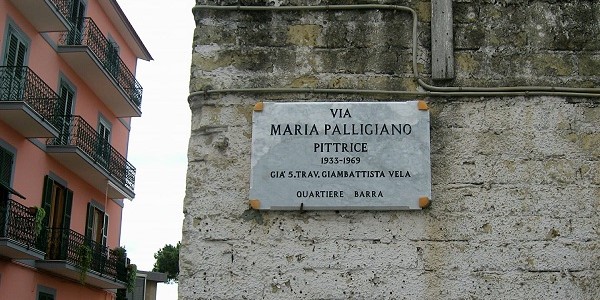 VIA
MARIA PALLIGIANO
PITTRICE
1933-1969
GIA' 5. TRAV. GIAMBATTISTA VELA
QUARTIERE BARRA